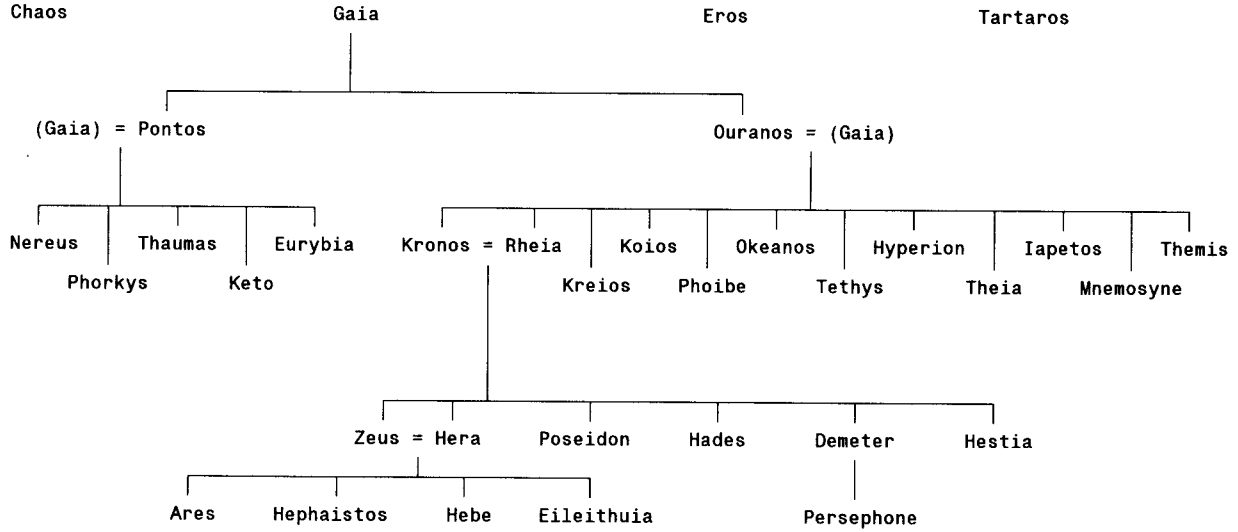 Chaos Gaia Eros Tartaros
(Gaia) = Pontos Ouranos = (Gaia)
Nereus Thaumas Eurybia Kronos = Rheia Koios Okeanos Hyperion Iapetos Themis
Phorkys Keto Kreios Phoibe Tethys Theia Mnemosyne
Zeus = Hera Poseidon Hades Demeter Hestia
Ares Hephaistos Hebe Eileithuia Persephone